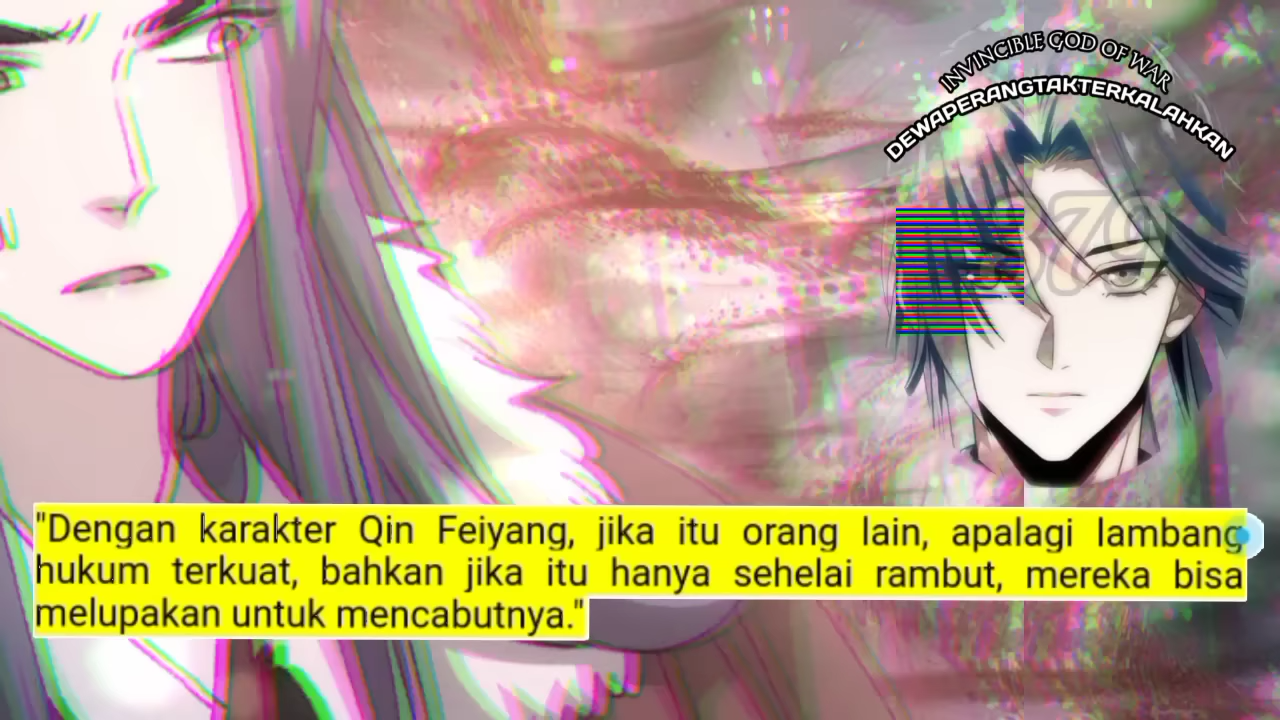 INVINCIBLE GOD OF WAR
DEWAPERANGTAKTERKALAHKAN
"Dengan karakter Qin Feiyang, jika itu orang lain, apalagi lambang
hukum terkuat, bahkan jika itu hanya sehelai rambut, mereka bisa
melupakan untuk mencabutnya."